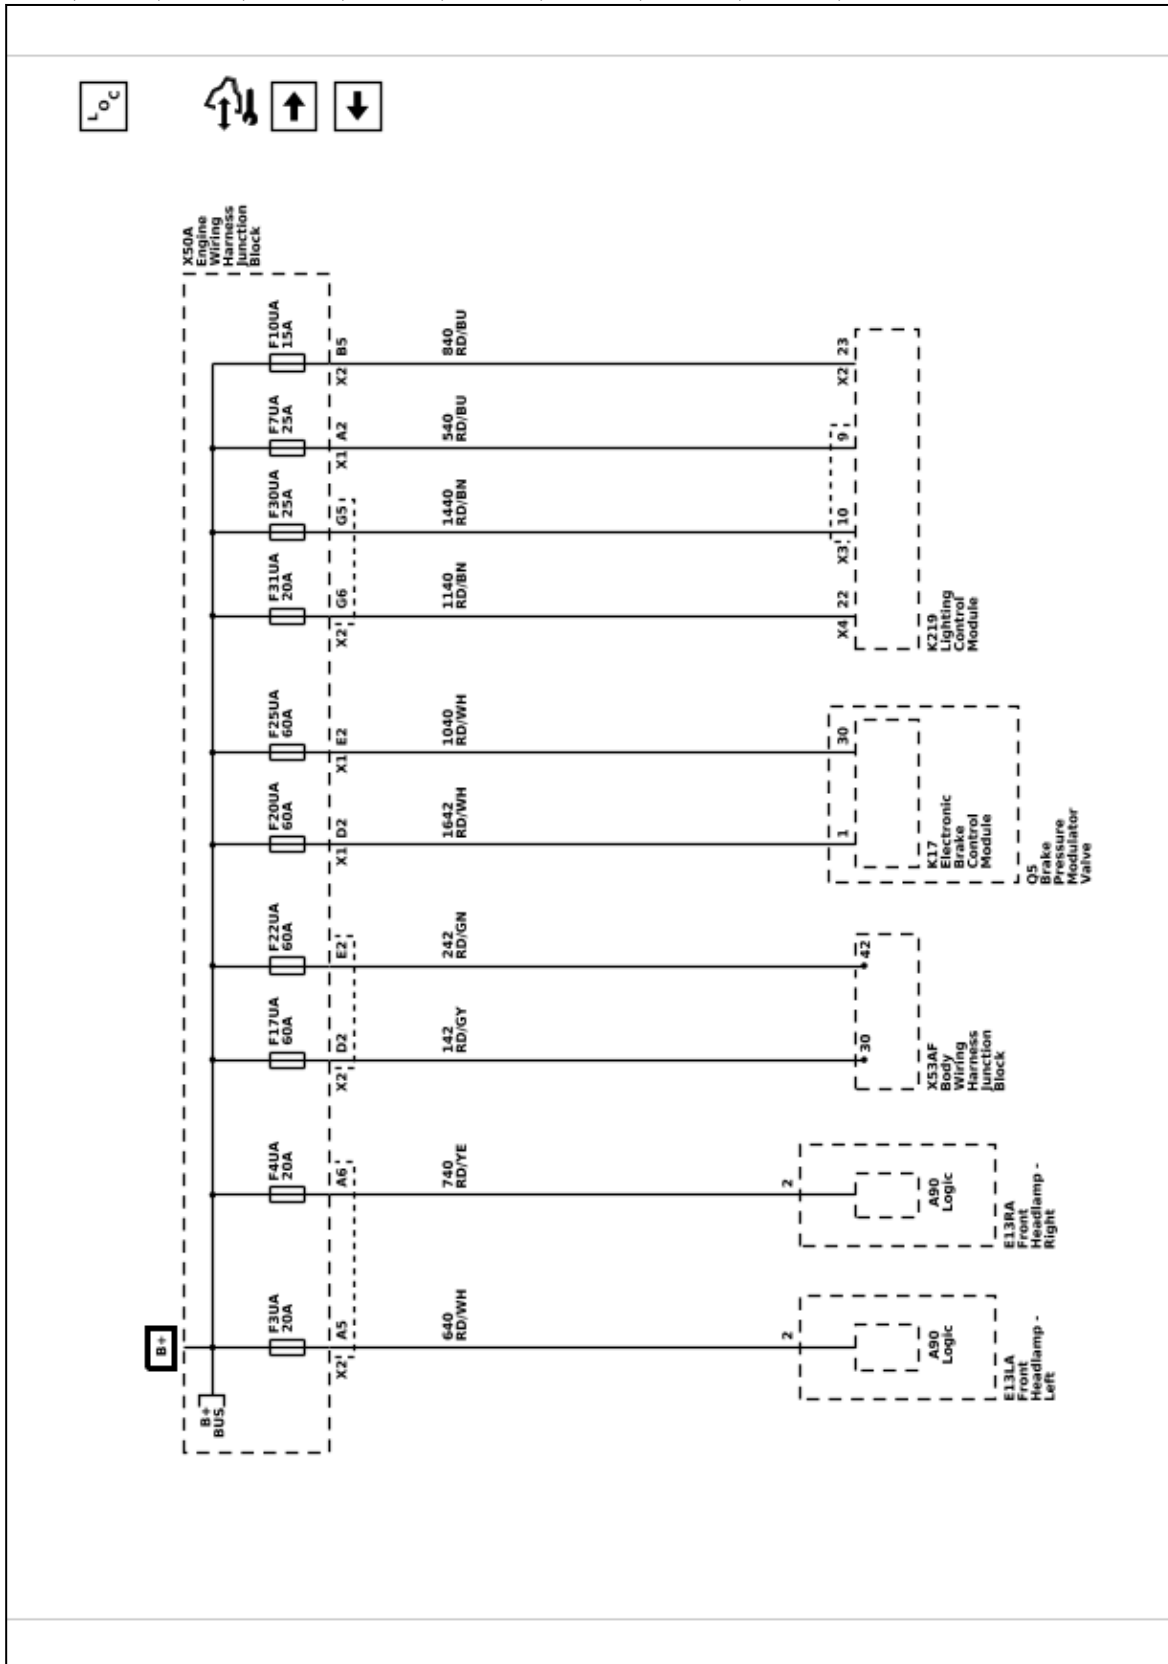 L O C
X50A
Engine
Wiring
Harness
Junction
Block
B+
B+
BUS
F3UA
20A
F4UA
20A
F17UA
60A
F22UA
60A
F20UA
60A
F25UA
60A
F31UA
20A
F30UA
25A
F7UA
25A
F10UA
15A
X2 A5
A6
X2 D2
E2
X1 D2
X1 E2
X2 G6
G5
X1 A2
X2 B5
640
RD/WH
740
RD/YE
142
RD/GY
242
RD/GN
1642
RD/WH
1040
RD/WH
1140
RD/BN
1440
RD/BN
540
RD/BU
840
RD/BU
2
2
30
42
1
30
X4 22
X3 10
9
X2 23
A90
Logic
E13LA
Front
Headlamp -
Left
A90
Logic
E13RA
Front
Headlamp -
Right
X53AF
Body
Wiring
Harness
Junction
Block
K17
Electronic
Brake
Control
Module
Q5
Brake
Pressure
Modulator
Valve
K219
Lighting
Control
Module